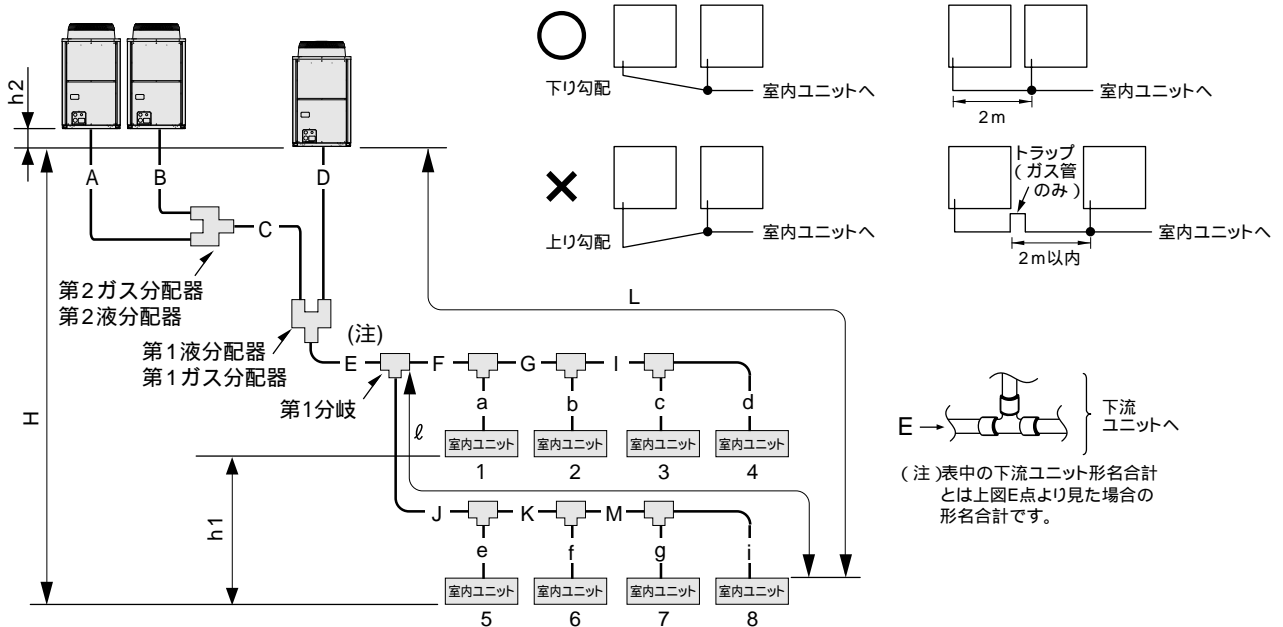 h2
A
B
C
D
第2ガス分配器
第2液分配器
第1液分配器
第1ガス分配器
(注)
E
F
G
I
第1分岐
a
b
c
d
ℓ
L
H
h1
室内ユニット
室内ユニット
室内ユニット
室内ユニット
1
2
3
4
J
K
M
e
f
g
i
室内ユニット
室内ユニット
室内ユニット
室内ユニット
5
6
7
8
下り勾配
室内ユニットへ
上り勾配
室内ユニットへ
2m
室内ユニットへ
トラップ
(ガス管
のみ)
2m以内
室内ユニットへ
E
下流
ユニットへ
(注)表中の下流ユニット形名合計
とは上図E点より見た場合の
形名合計です。